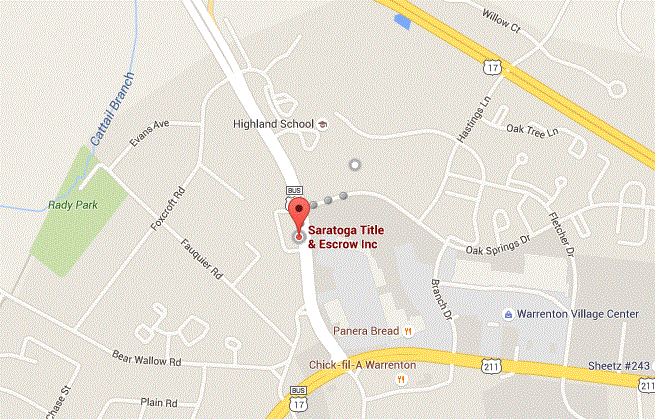 Willow Ct
17
Cattail Branch
Hastings Ln
Highland School
Evans Ave
Oak Tree Ln
BUS
Rady Park
Foxcroft Rd
Saratoga Title
& Escrow Inc
Fletcher Dr
Fauquier Rd
Oak Springs Dr
Branch Dr
Warrenton Village Center
Panera Bread
Bear Wallow Rd
Chick-fil-A Warrenton
211
Sheetz #243
211
BUS
17
Chase St
Plain Rd